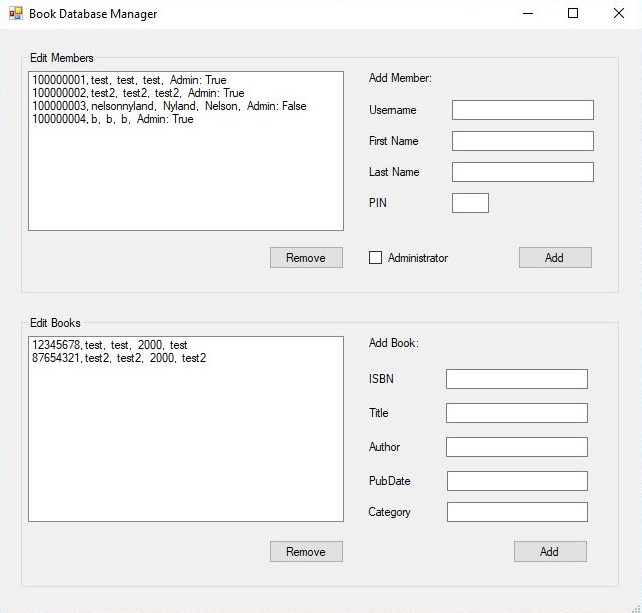 Book Database Manager
Edit Members
100000001, test, test, test, Admin: True
100000002, test2, test2, test2, Admin: True
100000003, nelsonnyland, Nyland, Nelson, Admin: False
100000004, b, b, b, Admin: True
Add Member:
Username
First Name
Last Name
PIN
Remove
Administrator
Add
Edit Books
12345678, test, test, 2000, test
87654321, test2, test2, 2000, test2
Add Book:
ISBN
Title
Author
PubDate
Category
Remove
Add